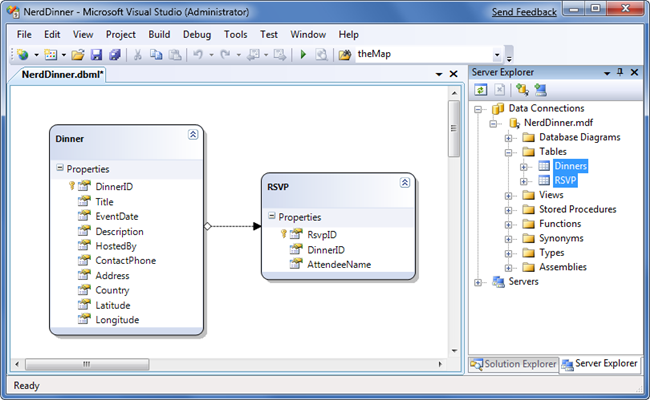 NerdDinner - Microsoft Visual Studio (Administrator)
Send Feedback
File Edit View Project Build Debug Data Tools Test Window Help
theMap
NerdDinner.dbml*
Dinner
Properties
DinnerID
Title
EventDate
Description
HostedBy
ContactPhone
Address
Country
Latitude
Longitude
RSVP
Properties
RsvpID
DinnerID
AttendeeName
Server Explorer
Data Connections
NerdDinner.mdf
Database Diagrams
Tables
Dinners
RSVP
Views
Stored Procedures
Functions
Synonyms
Types
Assemblies
Servers
Solution Explorer
Server Explorer
Ready